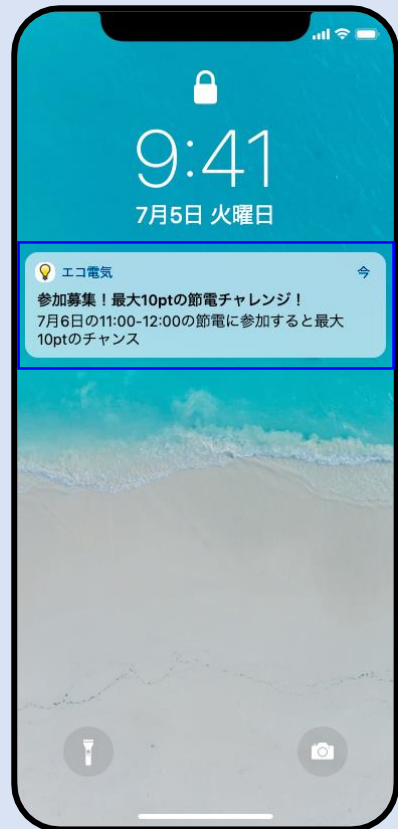 9:41
7月5日 火曜日
エコ電気 今
参加募集！最大10ptの節電チャレンジ！
7月6日の11:00-12:00の節電に参加すると最大
10ptのチャンス